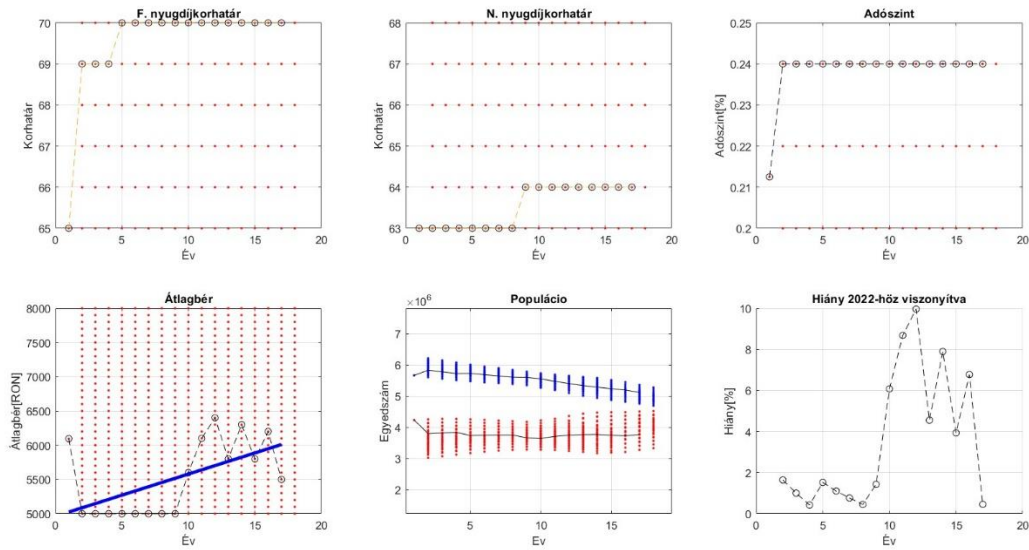 F. nyugdíjkorhatár
70
69
68
67
66
65
Korhatár
0 5 10 15 20
Év
N. nyugdíjkorhatár
68
67
66
65
64
63
Korhatár
0 5 10 15 20
Év
Adószint
0.25
0.24
0.23
0.22
0.21
0.2
Adószint[%]
0 5 10 15 20
Év
Átlagbér
8000
7500
7000
6500
6000
5500
5000
Átlagbér[RON]
0 5 10 15 20
Év
Populácio
×10⁶
7
6
5
4
3
2
Egyedszám
5 10 15
Ev
Hiány 2022-höz viszonyítva
10
8
6
4
2
0
Hiány[%]
0 5 10 15 20
Év